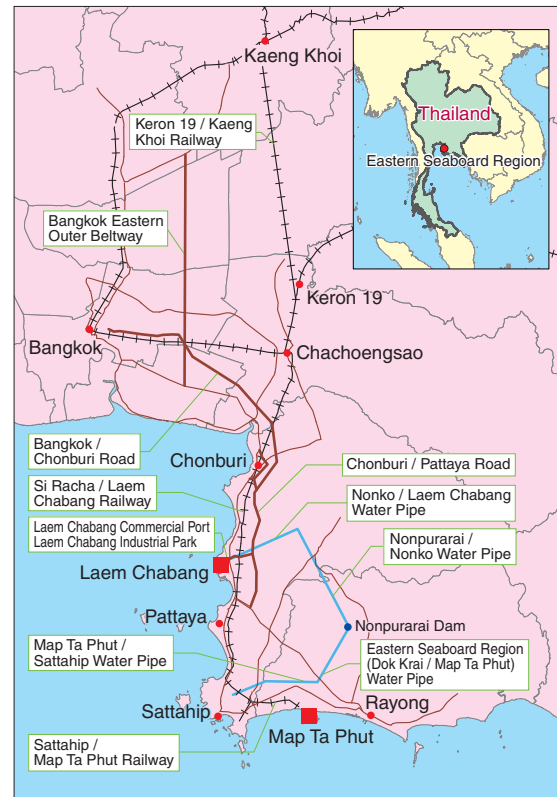 Kaeng Khoi
Keron 19 / Kaeng
Khoi Railway
Thailand
Eastern Seaboard Region
Bangkok Eastern
Outer Beltway
Keron 19
Bangkok
Chachoengsao
Bangkok /
Chonburi Road
Chonburi
Chonburi / Pattaya Road
Si Racha / Laem
Chabang Railway
Nonko / Laem Chabang
Water Pipe
Laem Chabang Commercial Port
Laem Chabang Industrial Park
Nonpurarai /
Nonko Water Pipe
Laem Chabang
Pattaya
Nonpurarai Dam
Map Ta Phut /
Sattahip Water Pipe
Eastern Seaboard Region
(Dok Krai / Map Ta Phut)
Water Pipe
Sattahip
Rayong
Map Ta Phut
Sattahip /
Map Ta Phut Railway